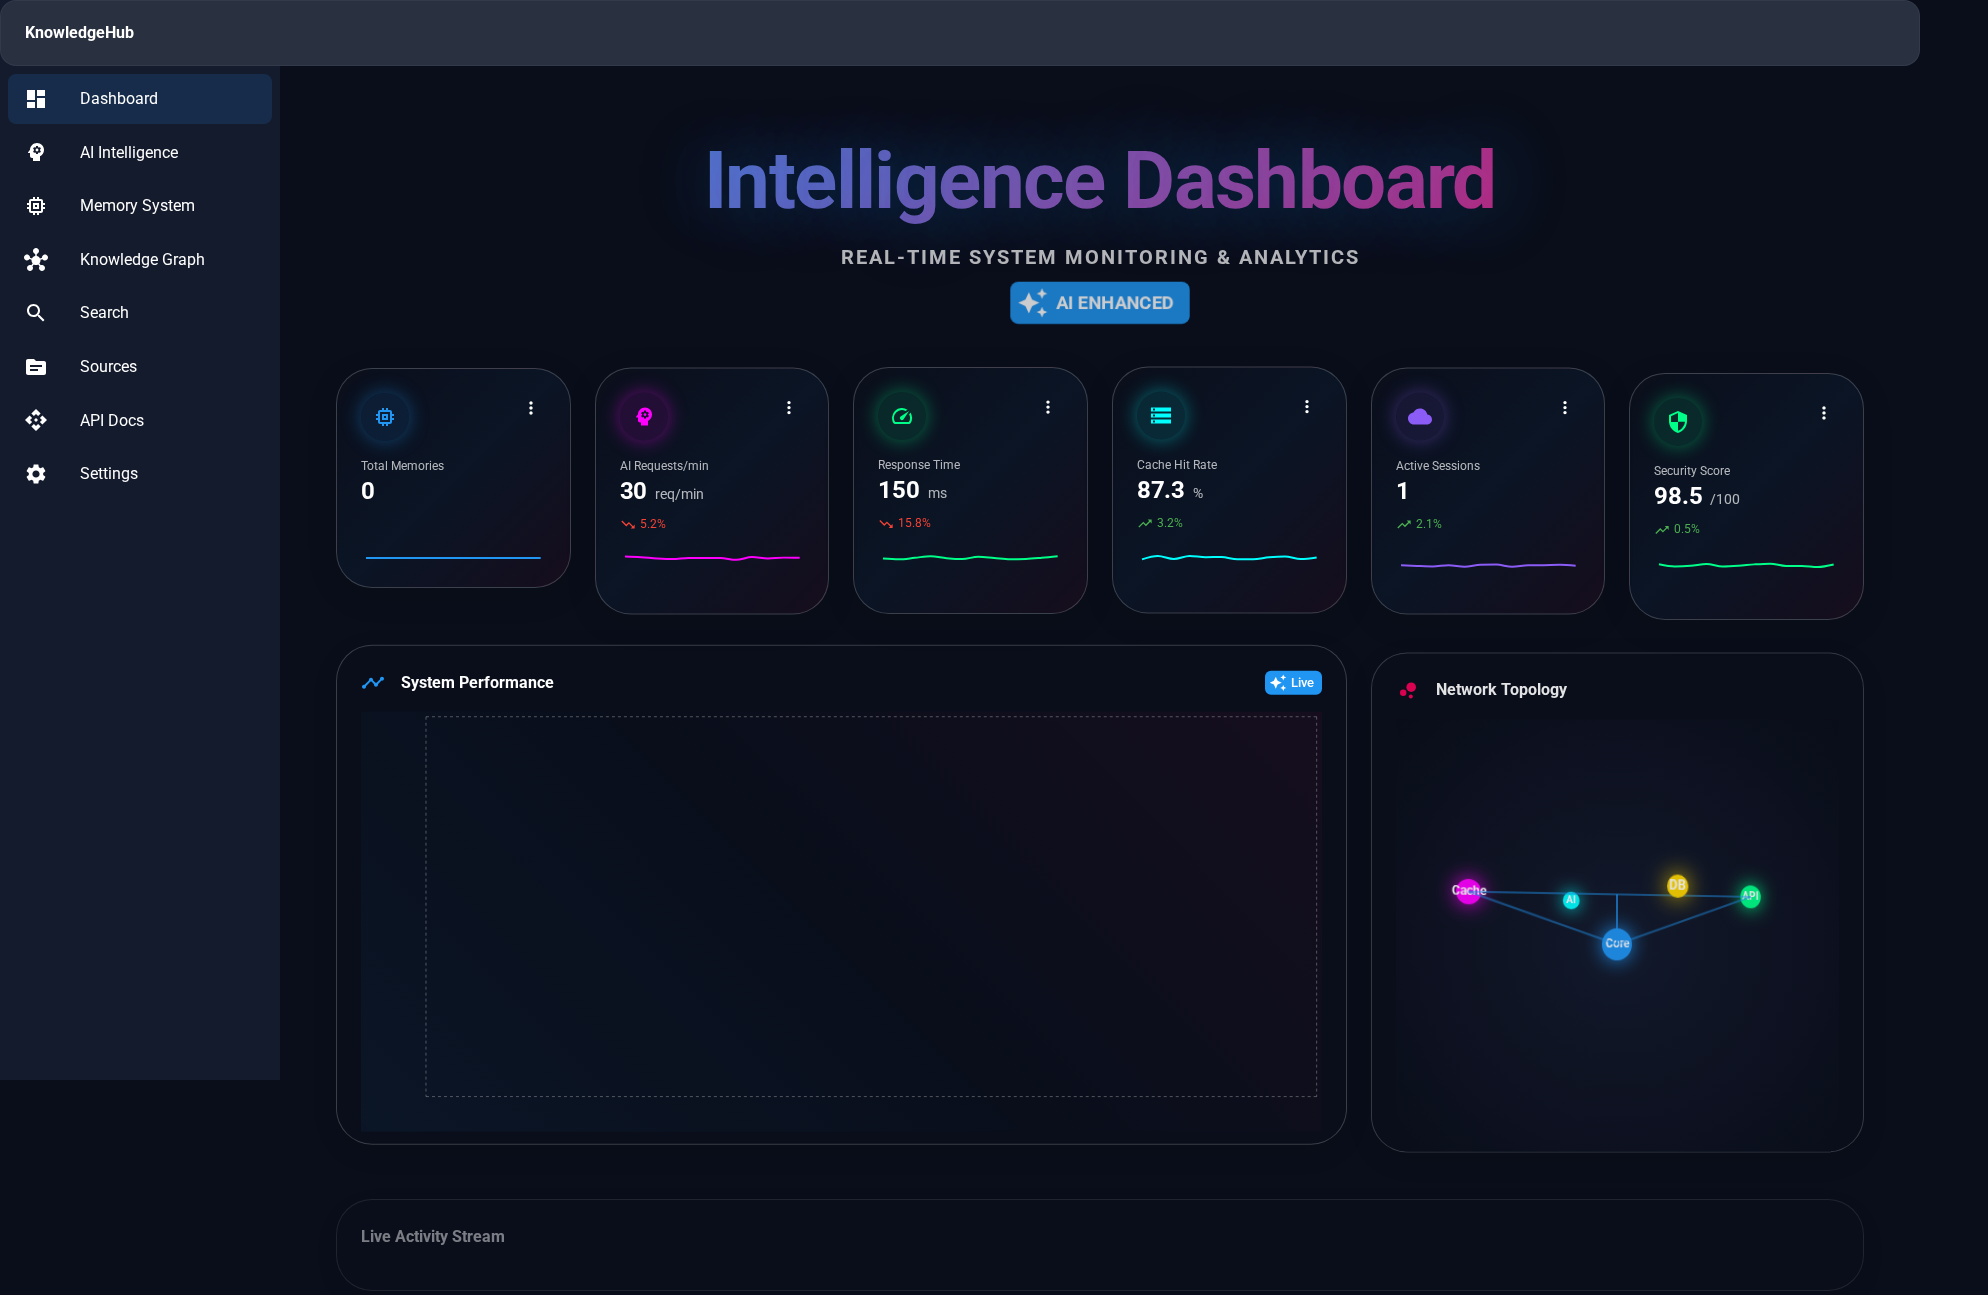 KnowledgeHub
Dashboard
AI Intelligence
Memory System
Knowledge Graph
Search
Sources
API Docs
Settings
Intelligence Dashboard
REAL-TIME SYSTEM MONITORING & ANALYTICS
AI ENHANCED
Total Memories
0
AI Requests/min
30 req/min
5.2%
Response Time
150 ms
15.8%
Cache Hit Rate
87.3 %
3.2%
Active Sessions
1
2.1%
Security Score
98.5 /100
0.5%
System Performance
Live
Network Topology
Cache
AI
DB
API
Core
Live Activity Stream